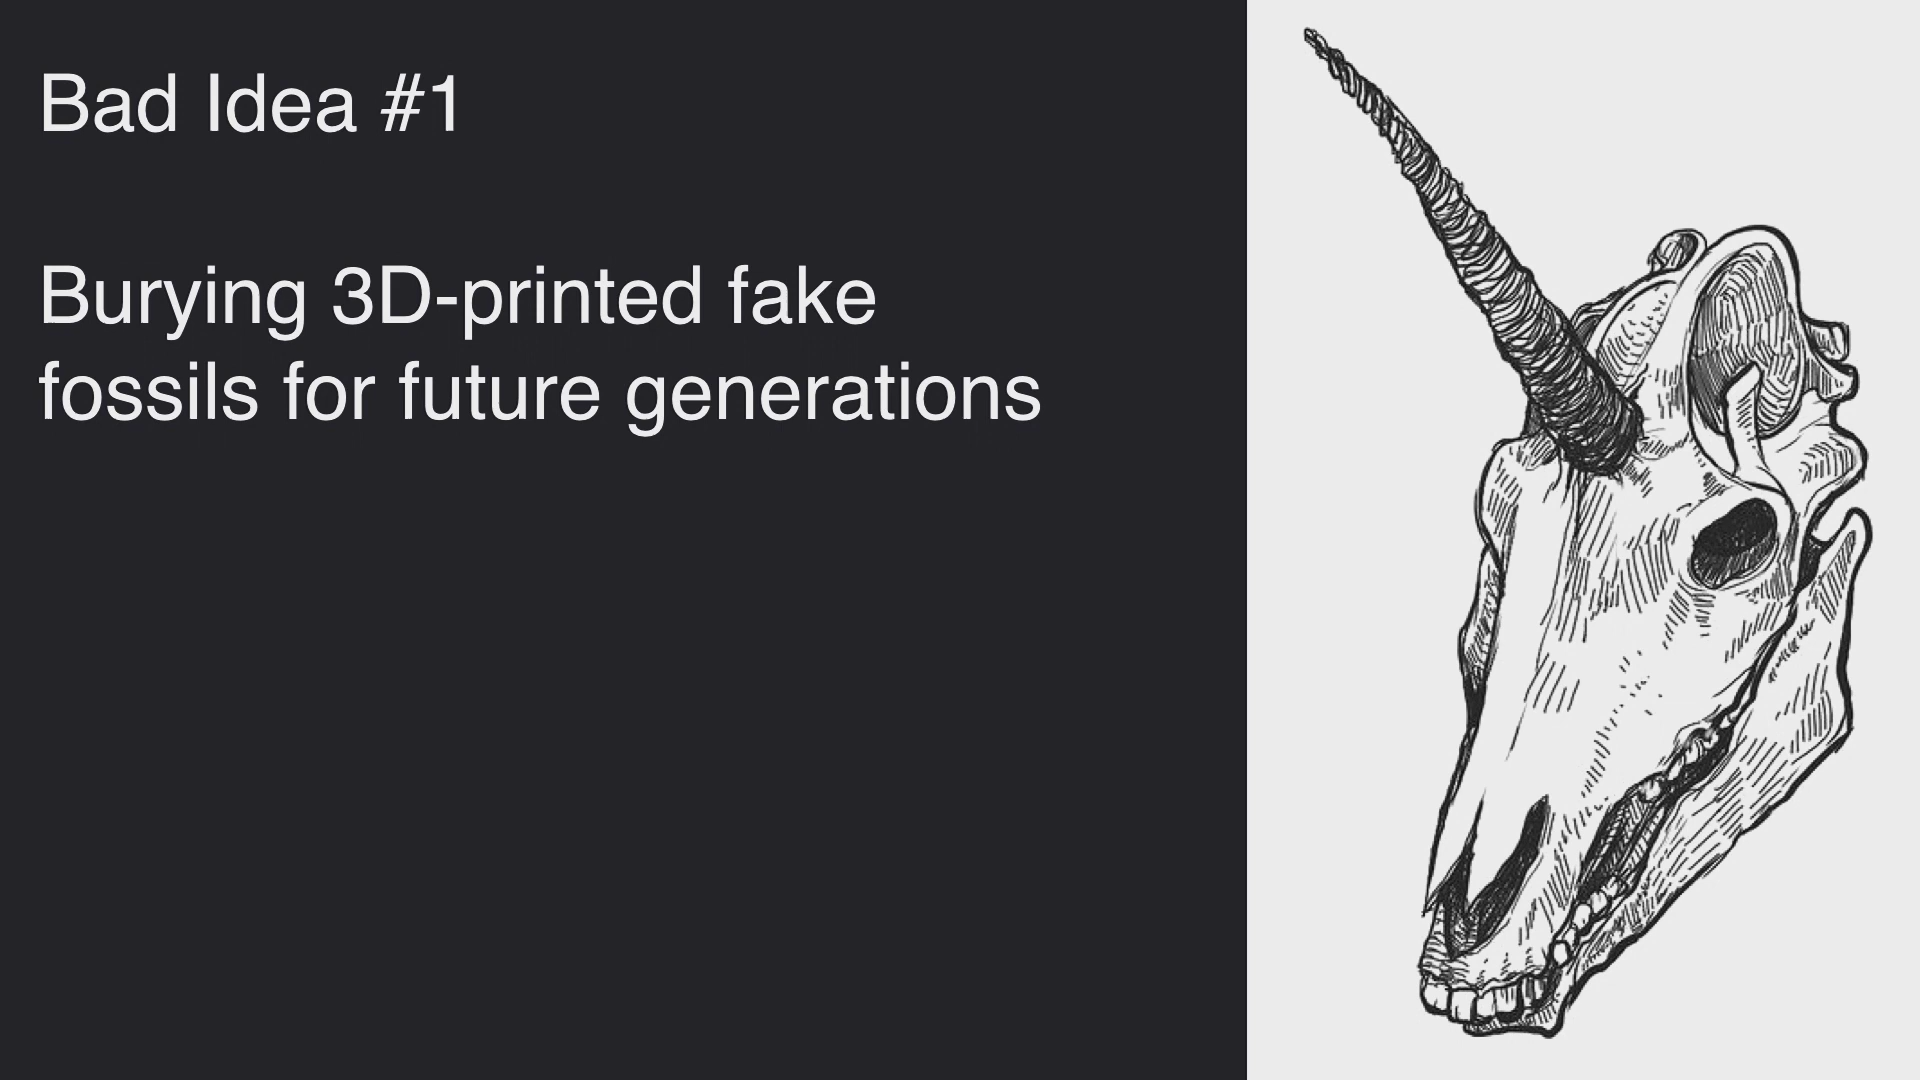 Bad Idea #1
Burying 3D-printed fake
fossils for future generations